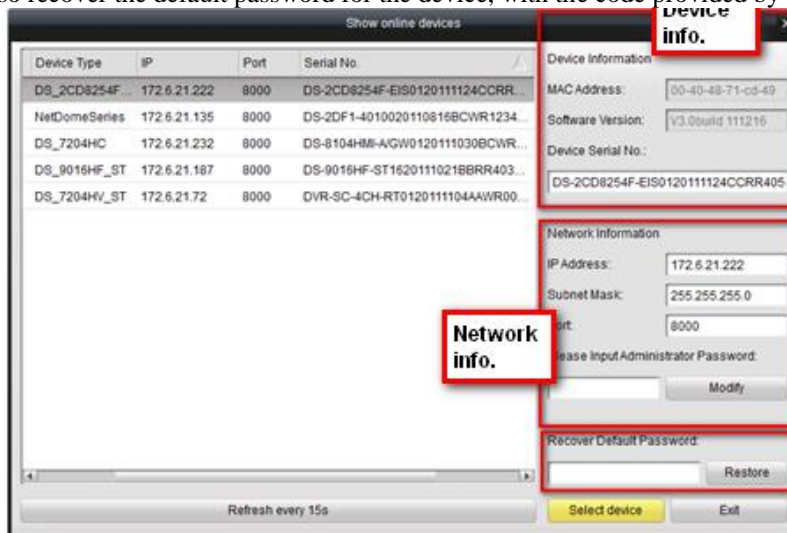 so recover the default password for the device, with the code provided by
Show online devices
Device
info.
Device Type IP Port Serial No.
DS_2CD8254F... 172.6.21.222 8000 DS-2CD8254F-EIS0120111124CCRR...
NetDomeSeries 172.6.21.135 8000 DS-2DF1-4010020110816BCWR1234...
DS_7204HC 172.6.21.232 8000 DS-8104HMI-A/GW0120111030BCWR...
DS_9016HF_ST 172.6.21.187 8000 DS-9016HF-ST1620111021BBRR403...
DS_7204HV_ST 172.6.21.72 8000 DVR-SC-4CH-RT0120111104AAWR00...
Device Information
MAC Address: 00-40-48-71-cd-49
Software Version: V3.0build 111216
Device Serial No.:
DS-2CD8254F-EIS0120111124CCRR405
Network Information
IP Address: 172.6.21.222
Subnet Mask: 255.255.255.0
8000
Network
info.
Input Administrator Password:
Modify
Recover Default Password:
Restore
Refresh every 15s
Select device Exit